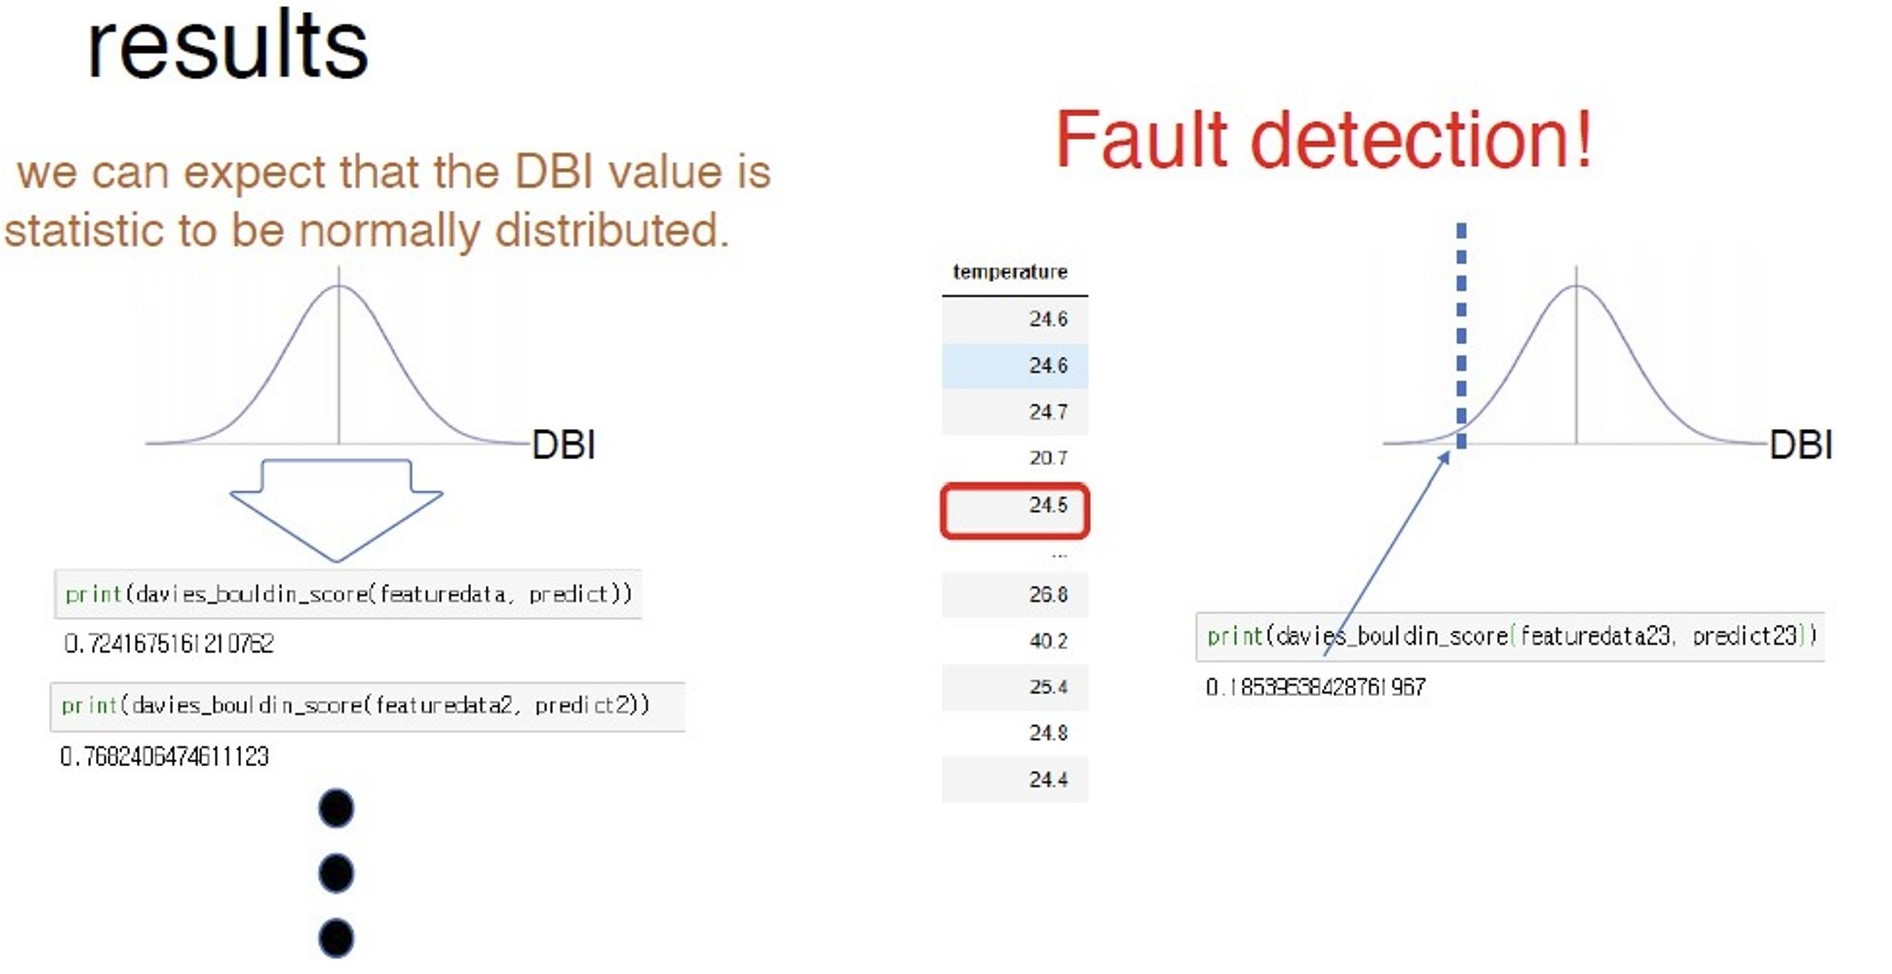 results
we can expect that the DBI value is
statistic to be normally distributed.
DBI
print(davies_bouldin_score(featuredata, predict))
0.7241675161210762
print(davies_bouldin_score(featuredata2, predict2))
0.7682406474611123
Fault detection!
temperature
24.6
24.6
24.7
20.7
24.5
...
26.8
40.2
25.4
24.8
24.4
DBI
print(davies_bouldin_score(featuredata23, predict23))
0.18539538428761967